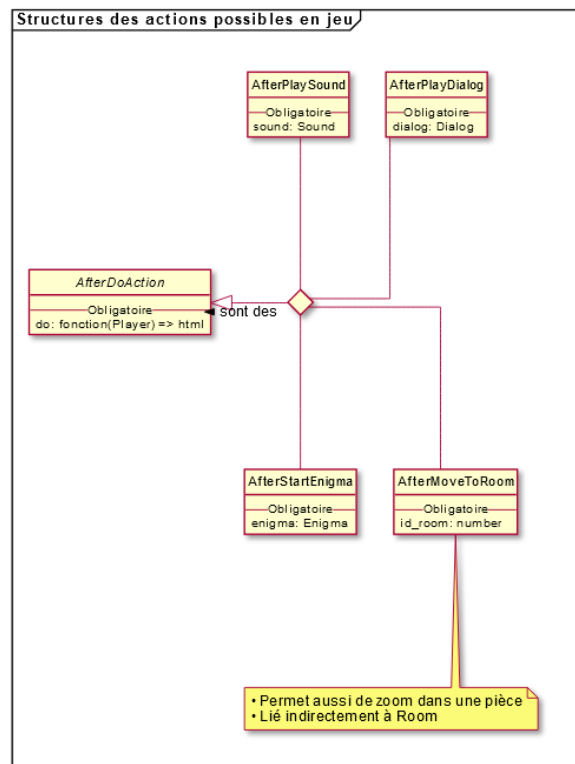 Structures des actions possibles en jeu
AfterPlaySound
Obligatoire
sound: Sound
AfterPlayDialog
Obligatoire
dialog: Dialog
AfterDoAction
Obligatoire
do: fonction(Player) => html
sont des
AfterStartEnigma
Obligatoire
enigma: Enigma
AfterMoveToRoom
Obligatoire
id_room: number
• Permet aussi de zoom dans une pièce
• Lié indirectement à Room